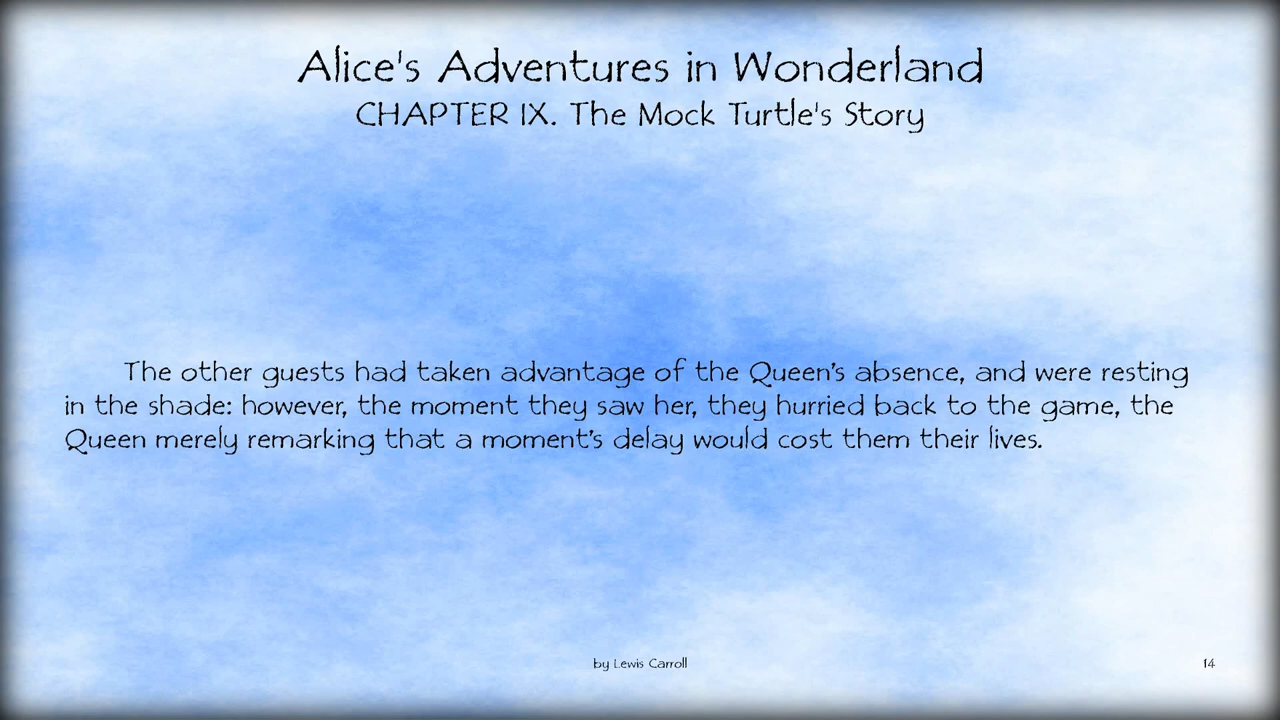 Alice's Adventures in Wonderland
CHAPTER IX. The Mock Turtle's Story
The other guests had taken advantage of the Queen’s absence, and were resting
in the shade: however, the moment they saw her, they hurried back to the game, the
Queen merely remarking that a moment’s delay would cost them their lives.
by Lewis Carroll
14